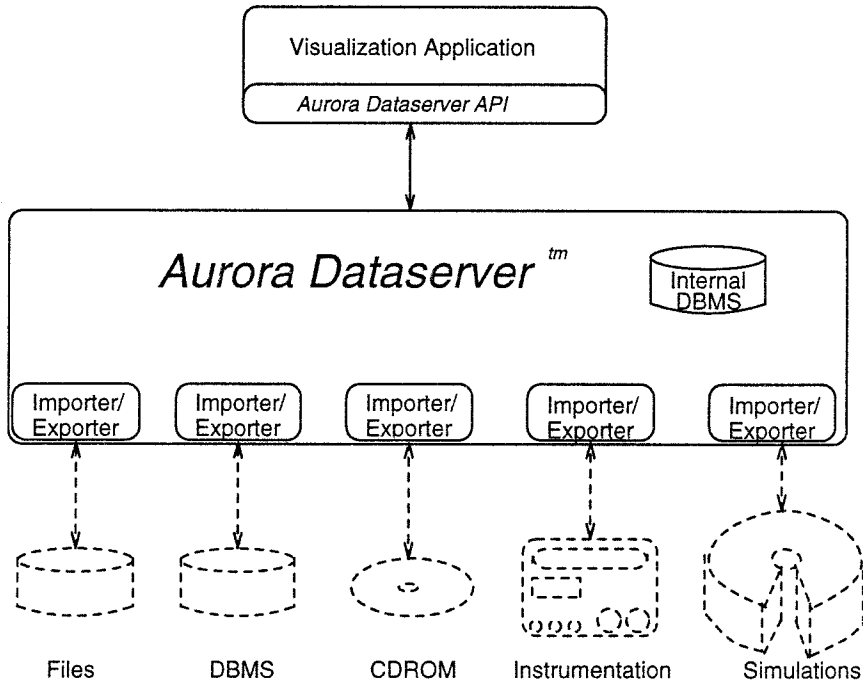 Visualization Application
Aurora Dataserver API
Aurora Dataserver tm
Internal
DBMS
Importer/
Exporter
Importer/
Exporter
Importer/
Exporter
Importer/
Exporter
Importer/
Exporter
Files
DBMS
CDROM
Instrumentation
Simulations